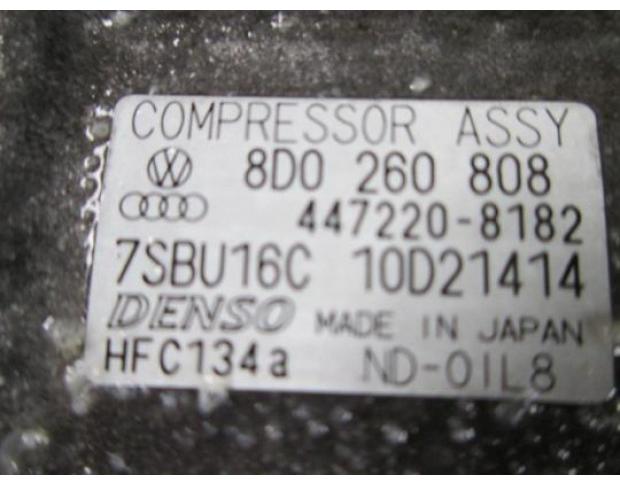 COMPRESSOR ASSY
8D0 260 808
447220-8182
7SBU16C 10D21414
DENSO MADE IN JAPAN
HFC134a ND-OIL8